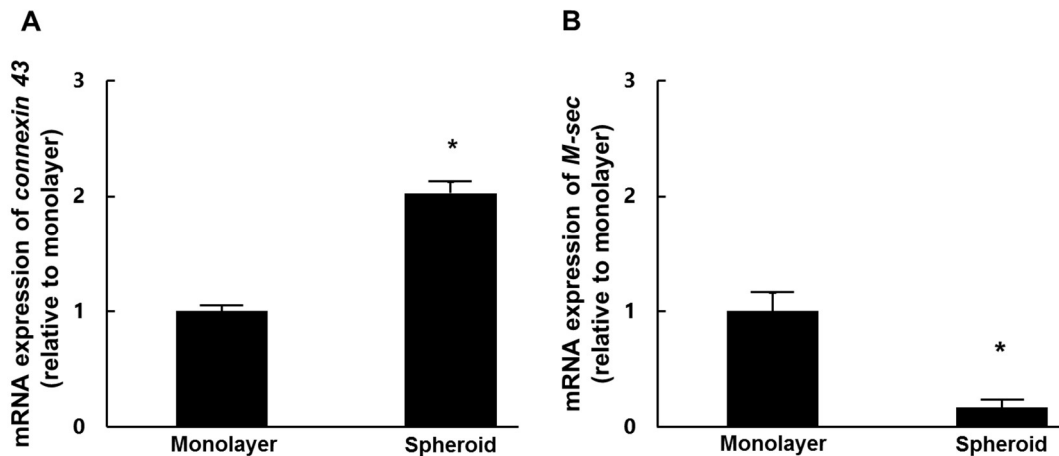 A
mRNA expression of connexin 43
(relative to monolayer)
3
2
1
0
*
Monolayer
Spheroid
B
mRNA expression of M-sec
(relative to monolayer)
3
2
1
0
*
Monolayer
Spheroid